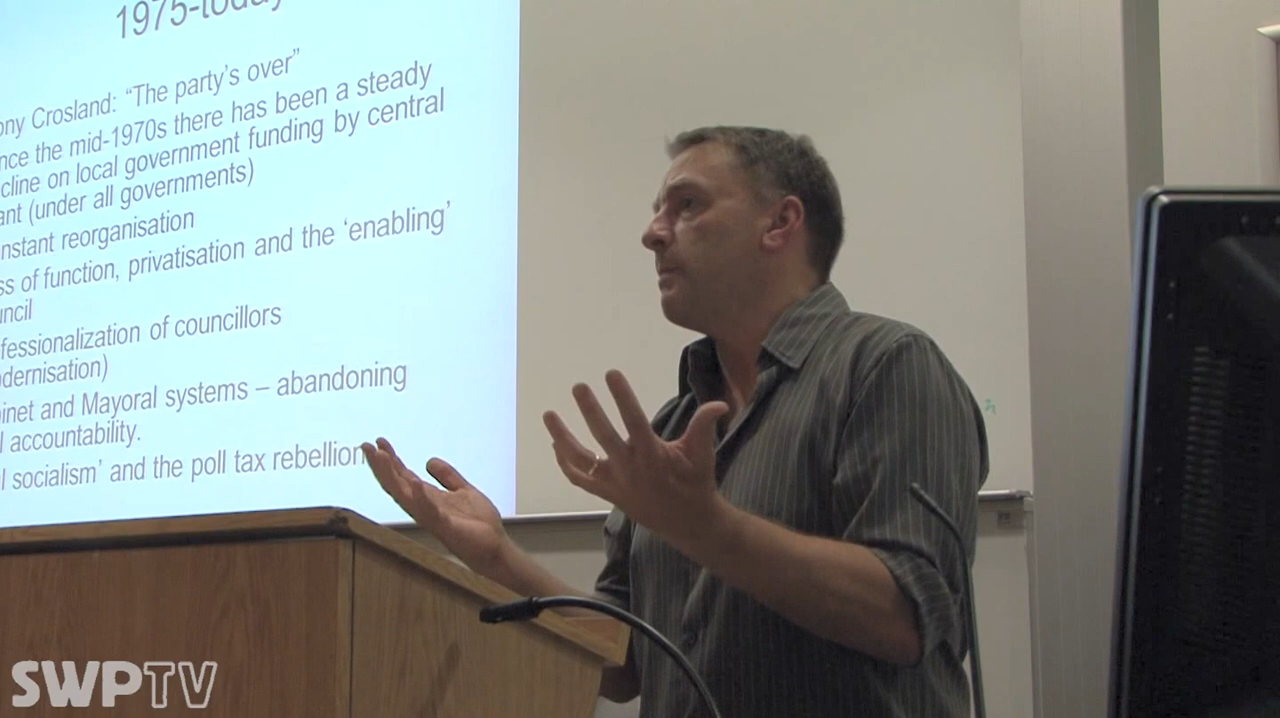 1975-today
ony Crosland: “The party’s over”
nce the mid-1970s there has been a steady
cline on local government funding by central
ant (under all governments)
nstant reorganisation
ss of function, privatisation and the ‘enabling’
uncil
fessionalization of councillors
dernisation)
binet and Mayoral systems – abandoning
l accountability.
l socialism’ and the poll tax rebellion
SWPTV